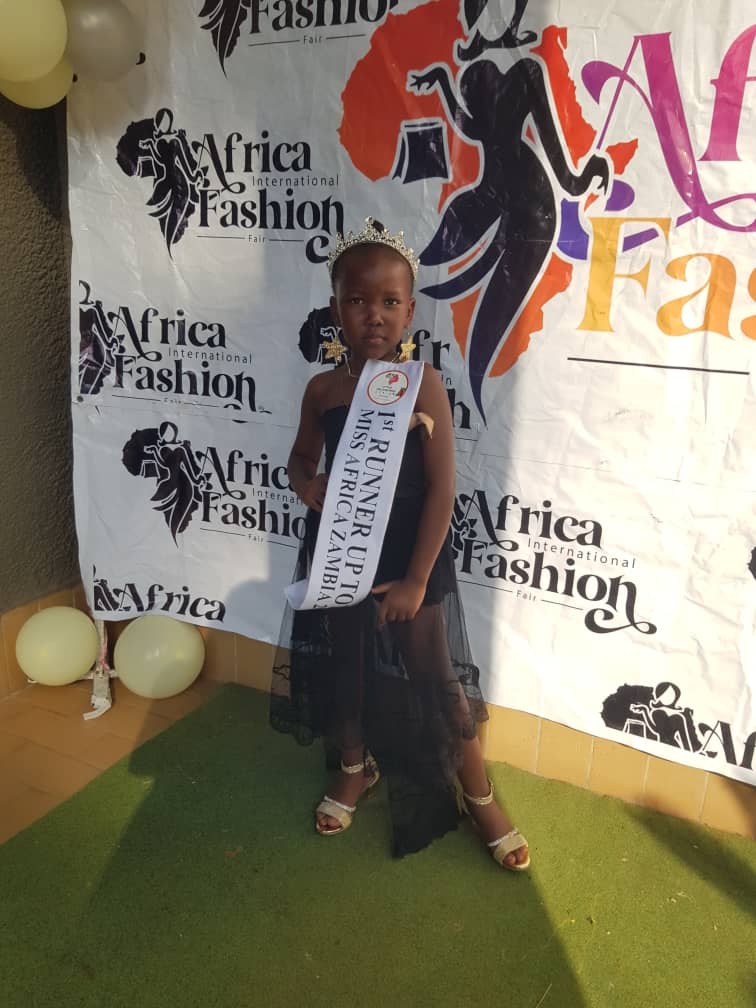 Africa
International
Fashion
Fair
Fashion
Fair
Africa
International
Fashion
Africa
International
Fashion
Fair
Africa
Africa
International
Fashion
Fair
Af
Fas
1st RUNNER UP TO
MISS AFRICA ZAMBIA